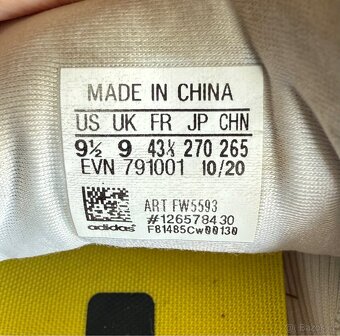 MADE IN CHINA
US UK FR JP CHN
9½ 9 43⅓ 270 265
EVN 791001 10/20
ART FW5593
#126578430
adidas F81485Cw00130